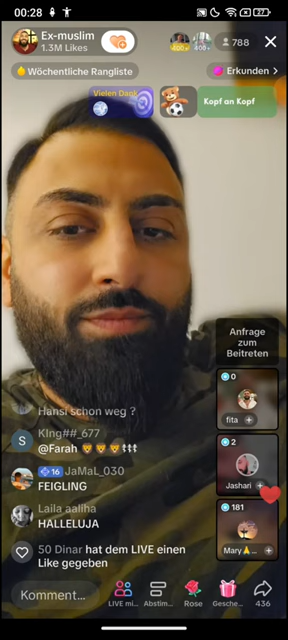 00:28
27
Ex-muslim
1.3M Likes
400+
400+
788
Wöchentliche Rangliste
Erkunden >
Vielen Dank
Kopf an Kopf
Anfrage
zum
Beitreten
0
fita +
2
Jashari +
181
Mary🙏... +
Hansi schon weg ?
S
KIng##_677
@Farah 🦁🦁🦁
16 JaMaL_030
FEIGLING
Laila aaliha
HALLELUJA
50 Dinar hat dem LIVE einen
Like gegeben
Komment...
LIVE mi...
Abstim...
Rose
Gesche...
436